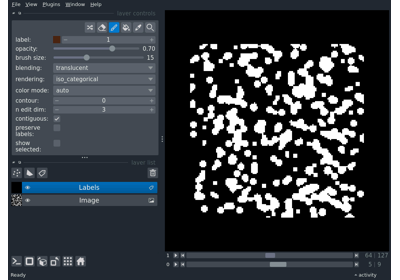 File View Plugins Window Help
layer controls
label: 1
opacity: 0.70
brush size: 15
blending: translucent
rendering: iso_categorical
color mode: auto
contour: 0
n edit dim: 3
contiguous:
preserve
labels:
show
selected:
layer list
Labels
Image
1 64 | 127
0 5 | 9
Ready
activity